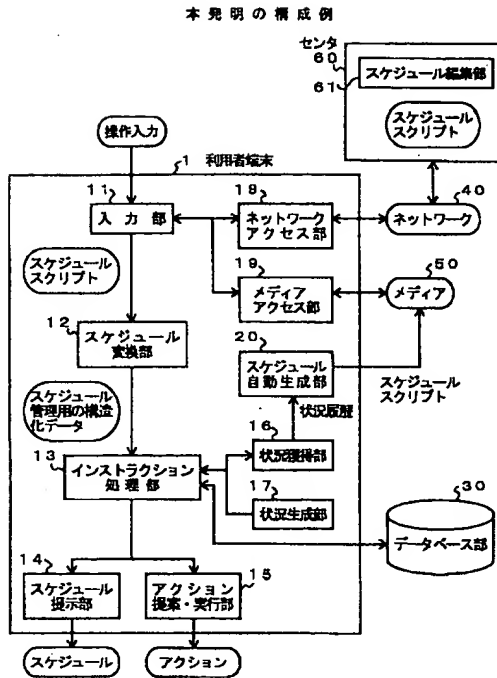 本発明の構成例
センタ
60
61
スケジュール編集部
スケジュール
スクリプト
操作入力
1
利用者端末
11
入力部
18
ネットワーク
アクセス部
40
ネットワーク
スケジュール
スクリプト
19
メディア
アクセス部
50
メディア
12
スケジュール
変換部
20
スケジュール
自動生成部
スケジュール
スクリプト
スケジュール
管理用の構造
化データ
状況履歴
16
状況獲得部
13
インストラクション
処理部
17
状況生成部
30
データベース部
14
スケジュール
提示部
15
アクション
提案・実行部
スケジュール
アクション